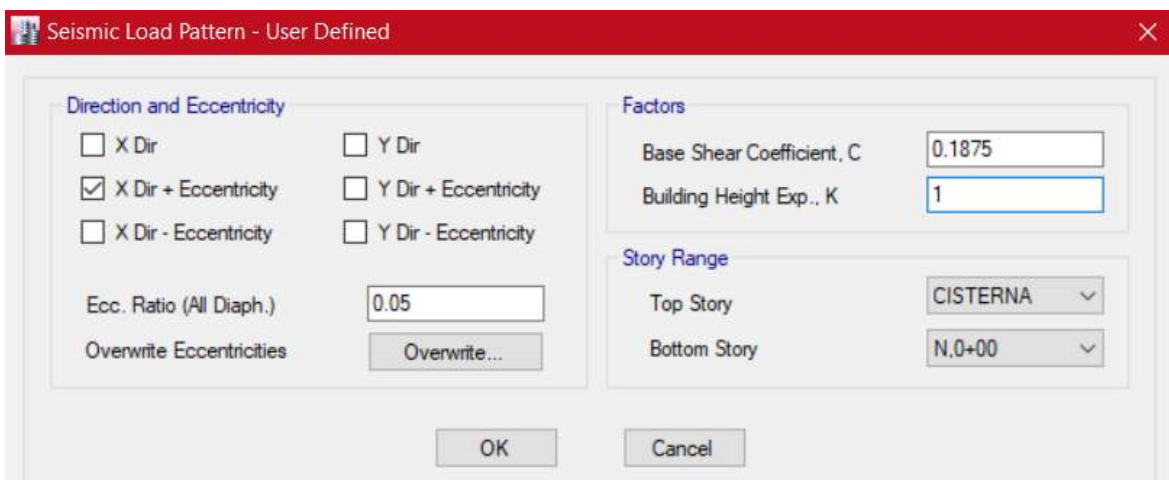 Seismic Load Pattern - User Defined
Direction and Eccentricity
X Dir
Y Dir
X Dir + Eccentricity
Y Dir + Eccentricity
X Dir - Eccentricity
Y Dir - Eccentricity
Ecc. Ratio (All Diaph.)
0.05
Overwrite Eccentricities
Overwrite...
Factors
Base Shear Coefficient, C
0.1875
Building Height Exp., K
1
Story Range
Top Story
CISTERNA
Bottom Story
N,0+00
OK
Cancel